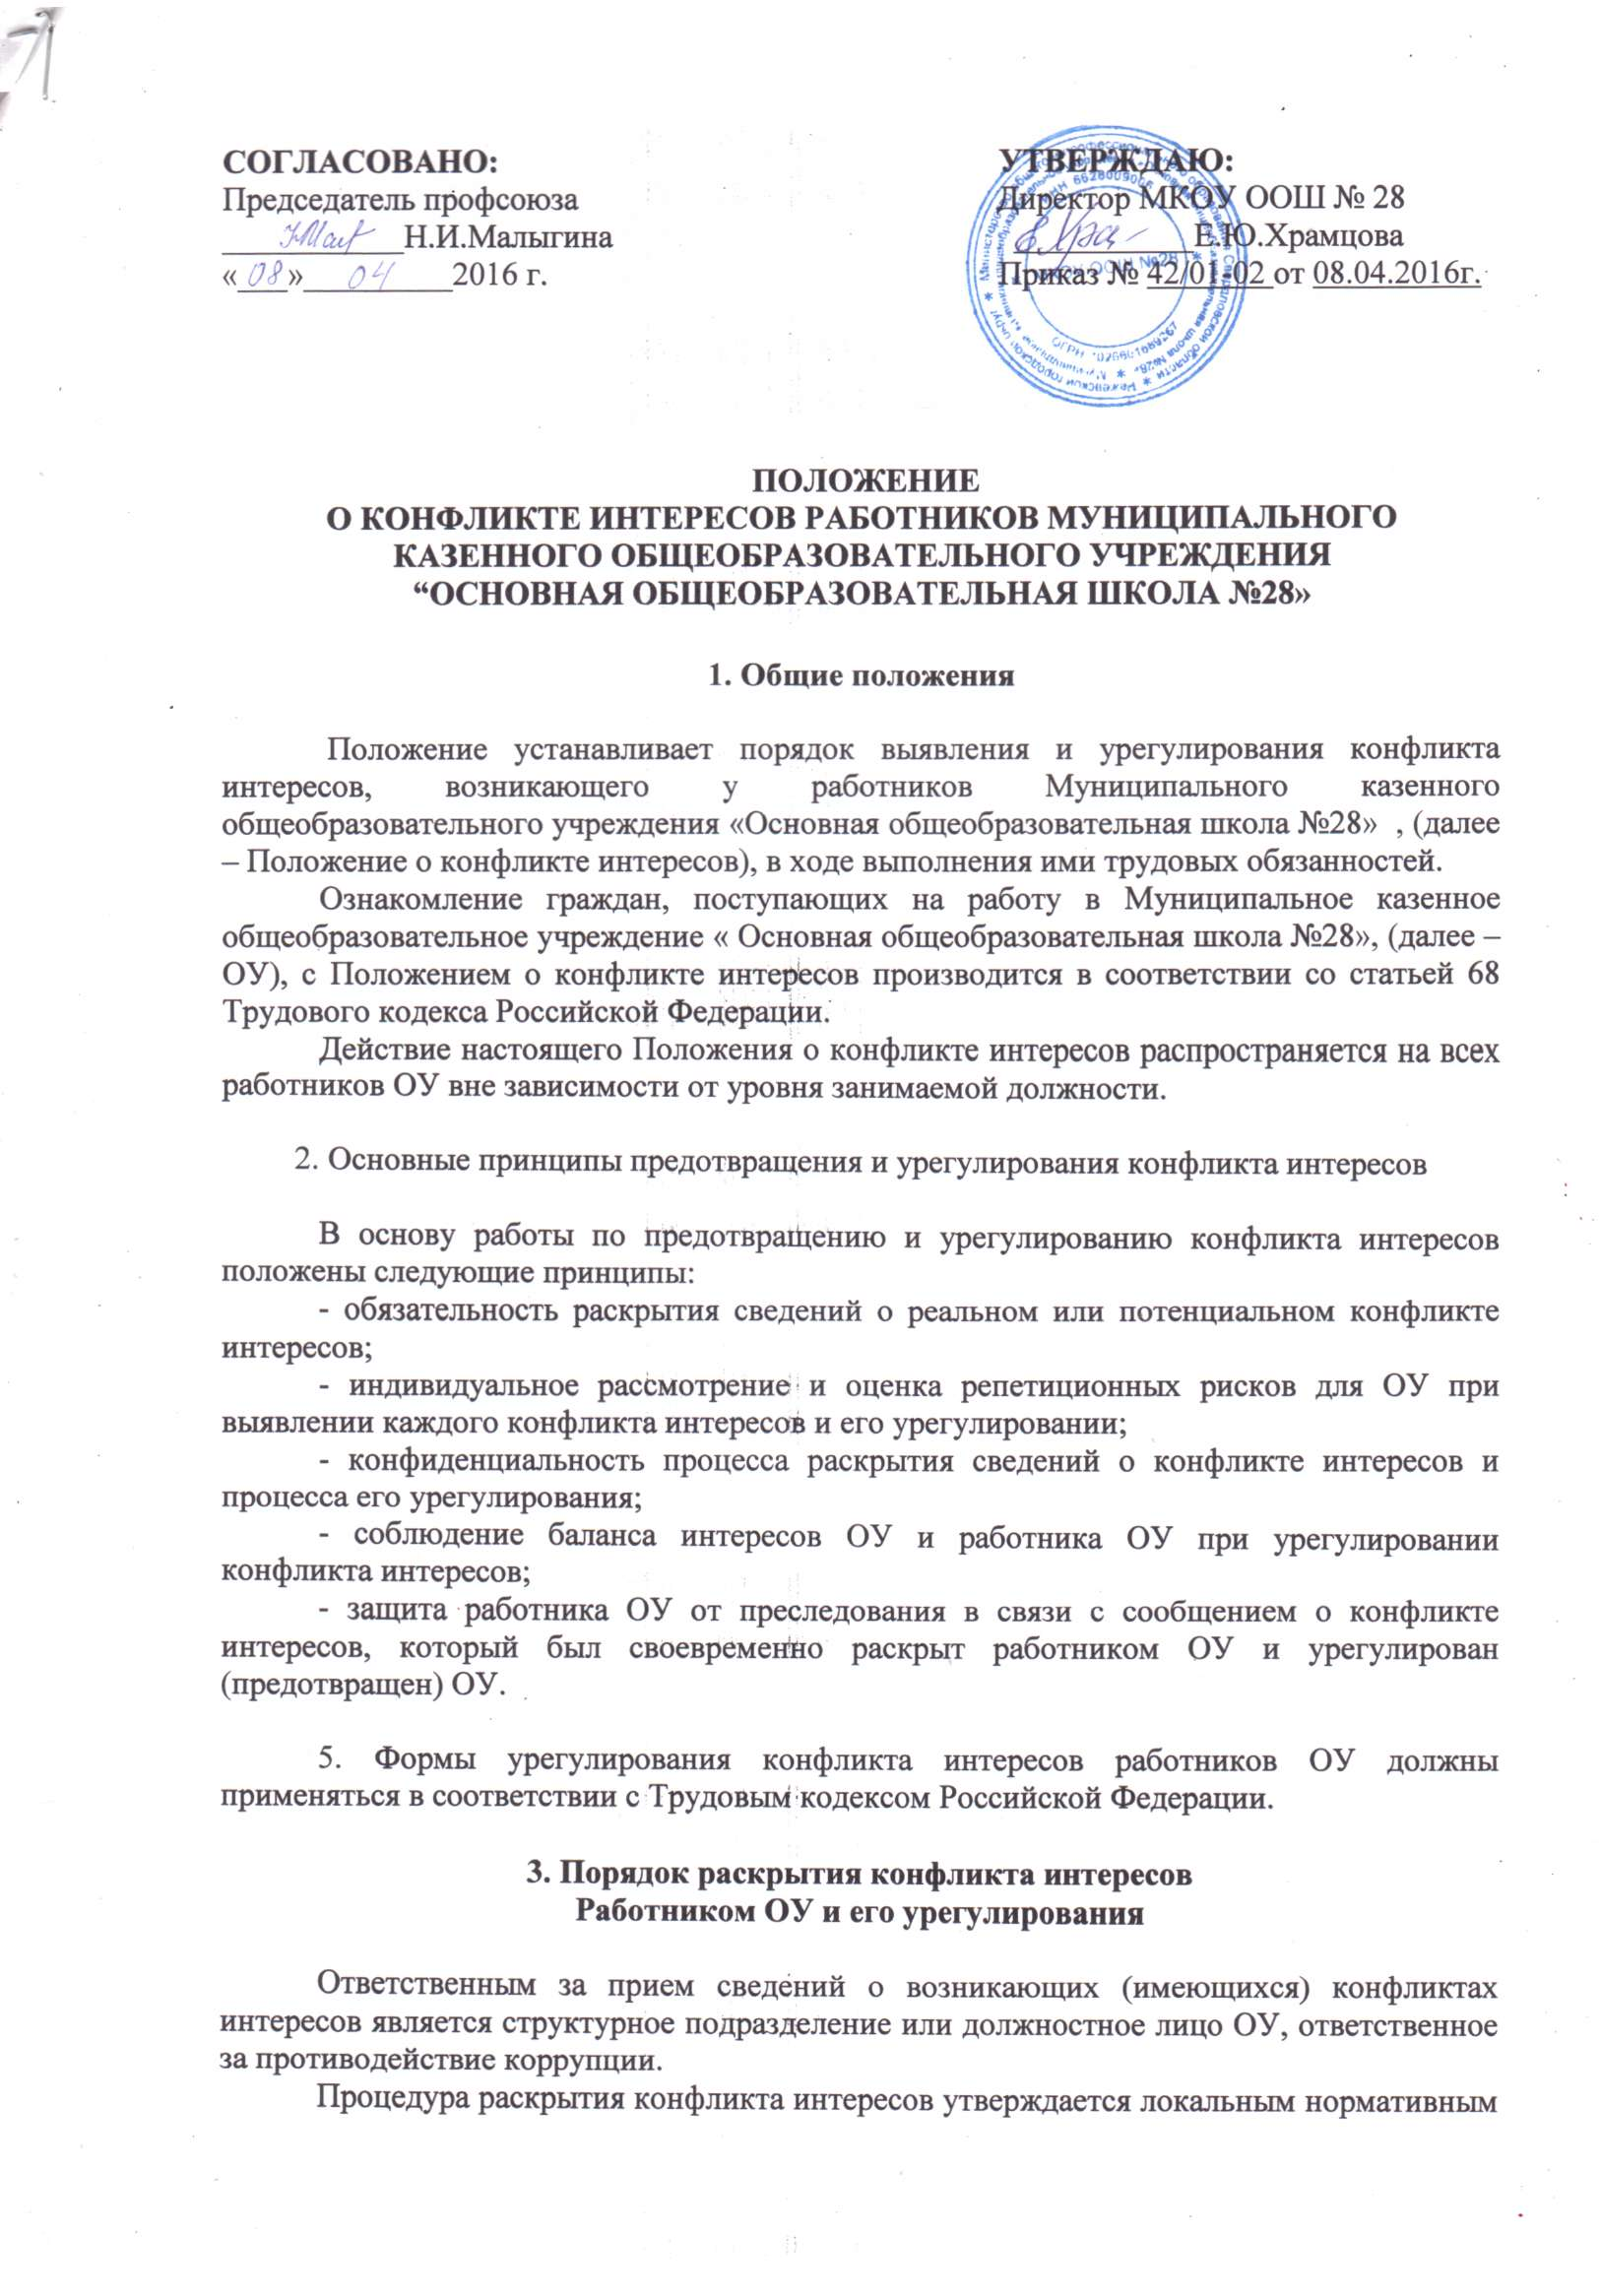 СОГЛАСОВАНО:
Председатель профсоюза
Н.И.Малыгина
«08» 04 2016 г.
УТВЕРЖДАЮ:
Директор МКОУ ООШ № 28
Е.Ю.Храмцова
Приказ № 42/01-02 от 08.04.2016г.
МКОУ ООШ №28
ПОЛОЖЕНИЕ
О КОНФЛИКТЕ ИНТЕРЕСОВ РАБОТНИКОВ МУНИЦИПАЛЬНОГО
КАЗЕННОГО ОБЩЕОБРАЗОВАТЕЛЬНОГО УЧРЕЖДЕНИЯ
“ОСНОВНАЯ ОБЩЕОБРАЗОВАТЕЛЬНАЯ ШКОЛА №28»
1. Общие положения
Положение устанавливает порядок выявления и урегулирования конфликта
интересов, возникающего у работников Муниципального казенного
общеобразовательного учреждения «Основная общеобразовательная школа №28» , (далее
– Положение о конфликте интересов), в ходе выполнения ими трудовых обязанностей.
Ознакомление граждан, поступающих на работу в Муниципальное казенное
общеобразовательное учреждение « Основная общеобразовательная школа №28», (далее –
ОУ), с Положением о конфликте интересов производится в соответствии со статьей 68
Трудового кодекса Российской Федерации.
Действие настоящего Положения о конфликте интересов распространяется на всех
работников ОУ вне зависимости от уровня занимаемой должности.
2. Основные принципы предотвращения и урегулирования конфликта интересов
В основу работы по предотвращению и урегулированию конфликта интересов
положены следующие принципы:
- обязательность раскрытия сведений о реальном или потенциальном конфликте
интересов;
- индивидуальное рассмотрение и оценка репетиционных рисков для ОУ при
выявлении каждого конфликта интересов и его урегулировании;
- конфиденциальность процесса раскрытия сведений о конфликте интересов и
процесса его урегулирования;
- соблюдение баланса интересов ОУ и работника ОУ при урегулировании
конфликта интересов;
- защита работника ОУ от преследования в связи с сообщением о конфликте
интересов, который был своевременно раскрыт работником ОУ и урегулирован
(предотвращен) ОУ.
5. Формы урегулирования конфликта интересов работников ОУ должны
применяться в соответствии с Трудовым кодексом Российской Федерации.
3. Порядок раскрытия конфликта интересов
Работником ОУ и его урегулирования
Ответственным за прием сведений о возникающих (имеющихся) конфликтах
интересов является структурное подразделение или должностное лицо ОУ, ответственное
за противодействие коррупции.
Процедура раскрытия конфликта интересов утверждается локальным нормативным